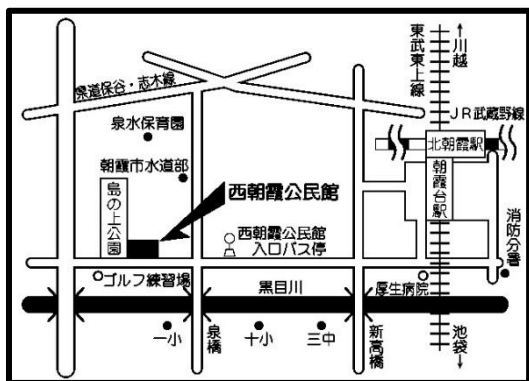 ↑川越
東武東上線
県道保谷・志木線
JR武蔵野線
泉水保育園
北朝霞駅
朝霞市水道部
朝霞台駅
西朝霞公民館
島の上公園
西朝霞公民館
入口バス停
消防分署
ゴルフ練習場
黒目川
厚生病院
一小
泉橋
十小
三中
新高橋
池袋↓